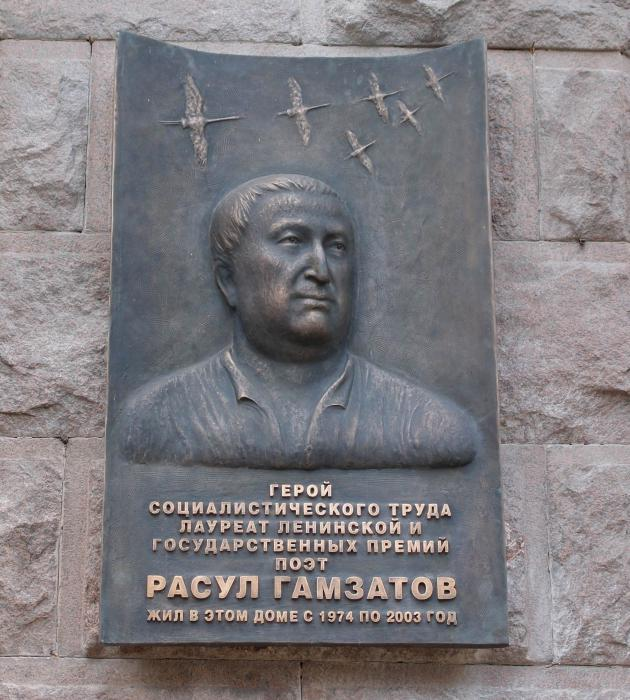 ГЕРОЙ
СОЦИАЛИСТИЧЕСКОГО ТРУДА
ЛАУРЕАТ ЛЕНИНСКОЙ И
ГОСУДАРСТВЕННЫХ ПРЕМИЙ
ПОЭТ
РАСУЛ ГАМЗАТОВ
ЖИЛ В ЭТОМ ДОМЕ С 1974 ПО 2003 ГОД